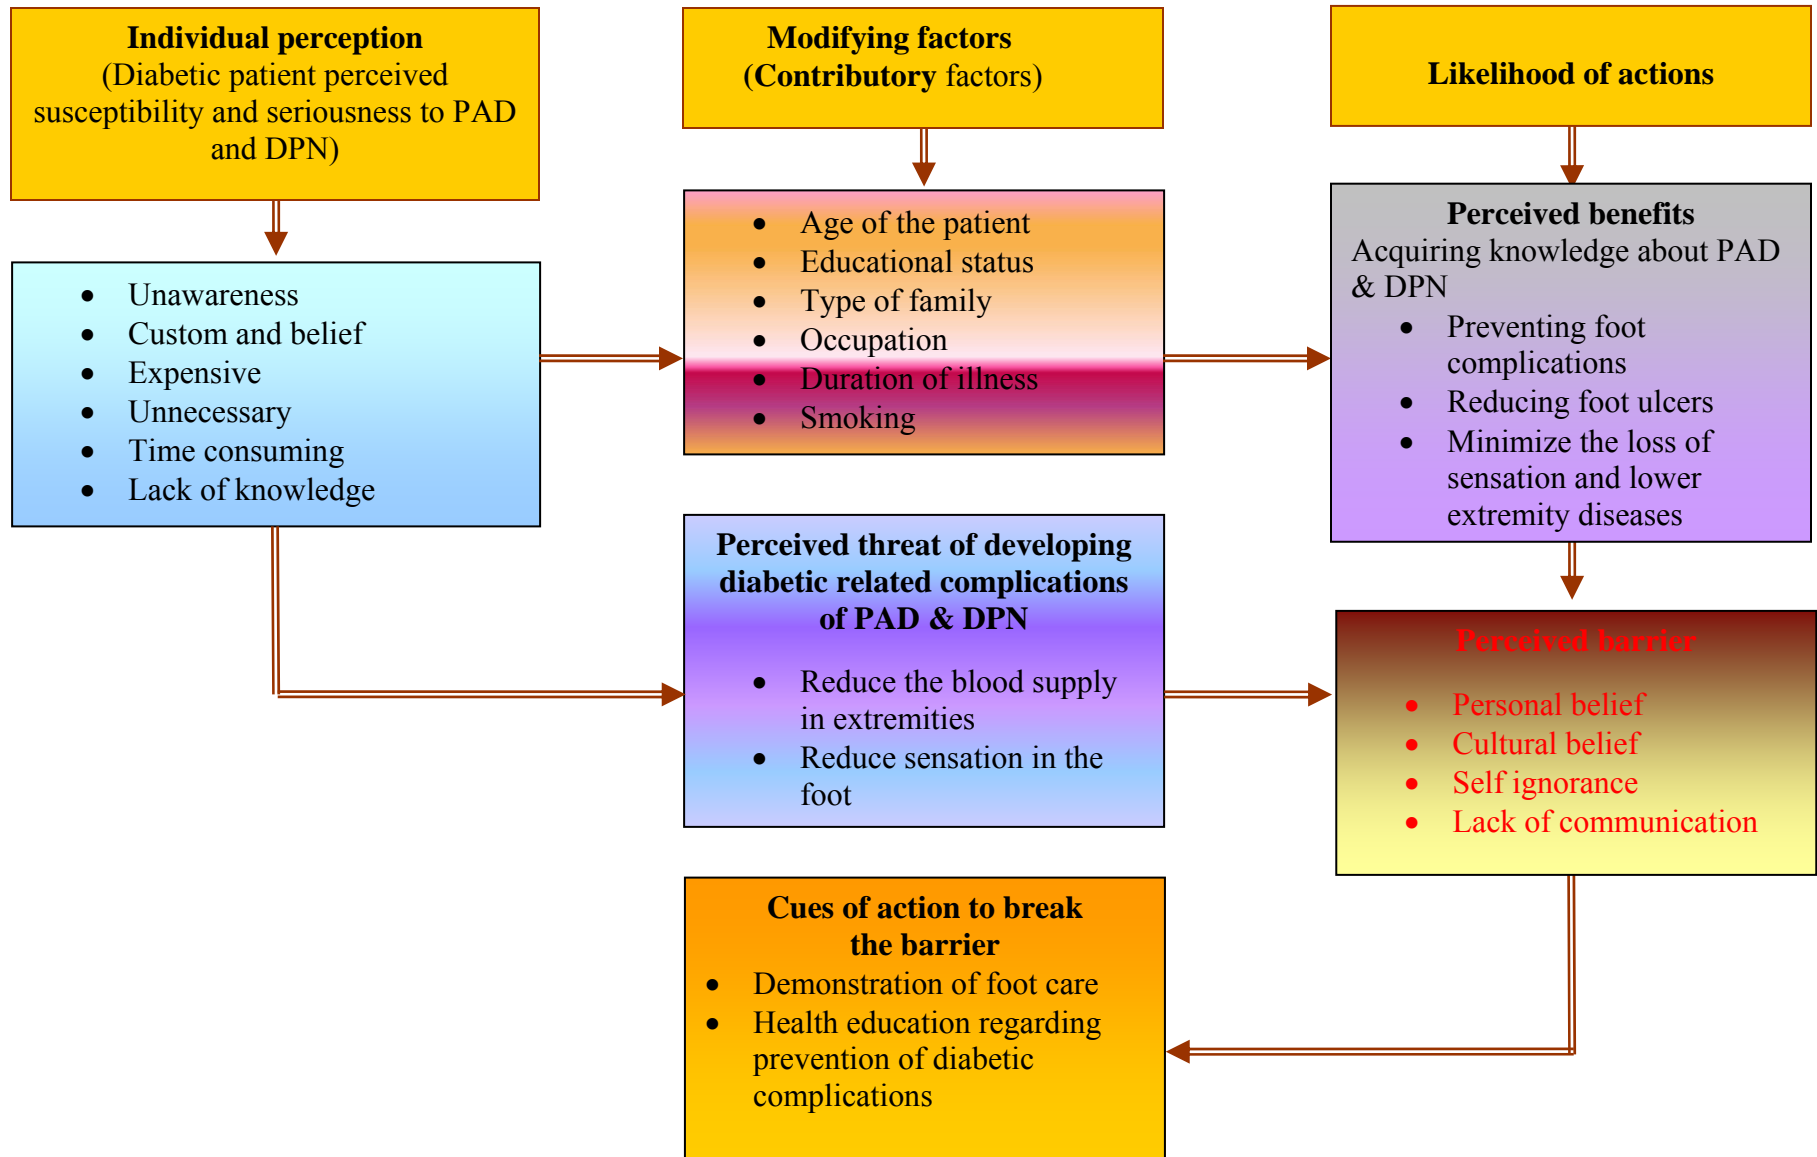 Individual perception
(Diabetic patient perceived
susceptibility and seriousness to PAD
and DPN)
Modifying factors
(Contributory factors)
Likelihood of actions
• Unawareness
• Custom and belief
• Expensive
• Unnecessary
• Time consuming
• Lack of knowledge
• Age of the patient
• Educational status
• Type of family
• Occupation
• Duration of illness
• Smoking
Perceived benefits
Acquiring knowledge about PAD
& DPN
• Preventing foot
complications
• Reducing foot ulcers
• Minimize the loss of
sensation and lower
extremity diseases
Perceived threat of developing
diabetic related complications
of PAD & DPN
• Reduce the blood supply
in extremities
• Reduce sensation in the
foot
Perceived barrier
• Personal belief
• Cultural belief
• Self ignorance
• Lack of communication
Cues of action to break
the barrier
• Demonstration of foot care
• Health education regarding
prevention of diabetic
complications